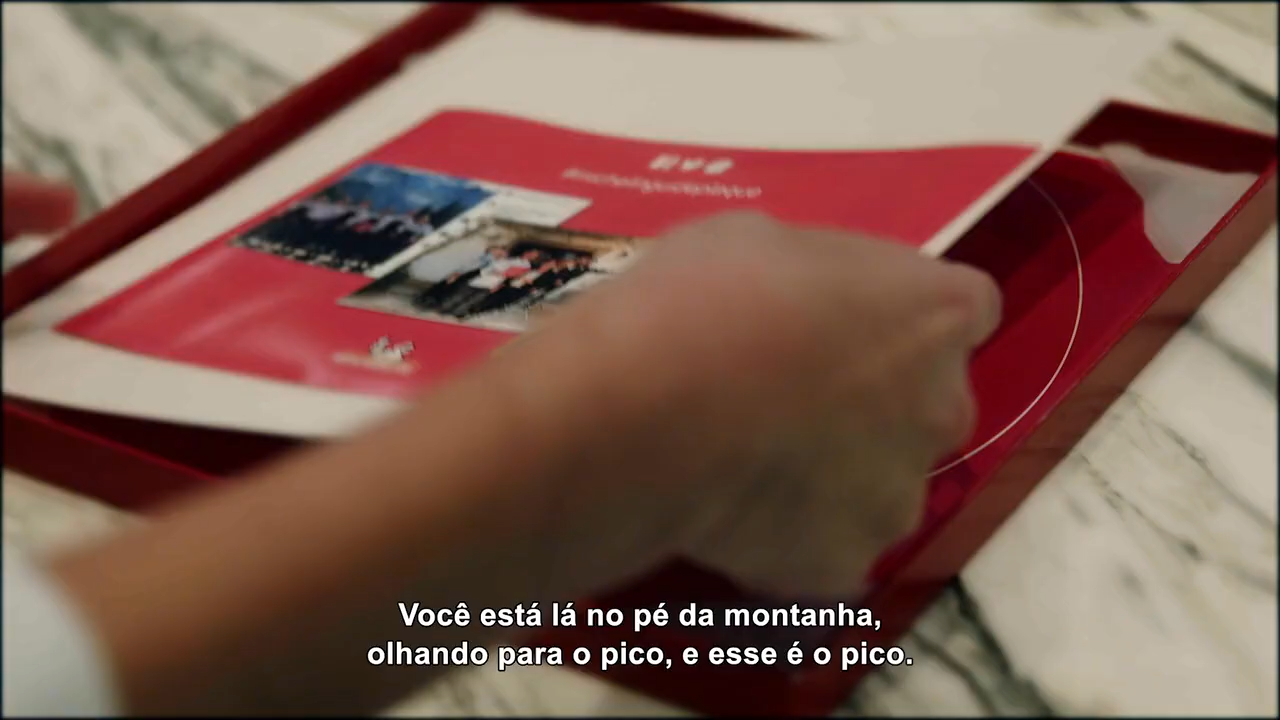 Você está lá no pé da montanha,
olhando para o pico, e esse é o pico.